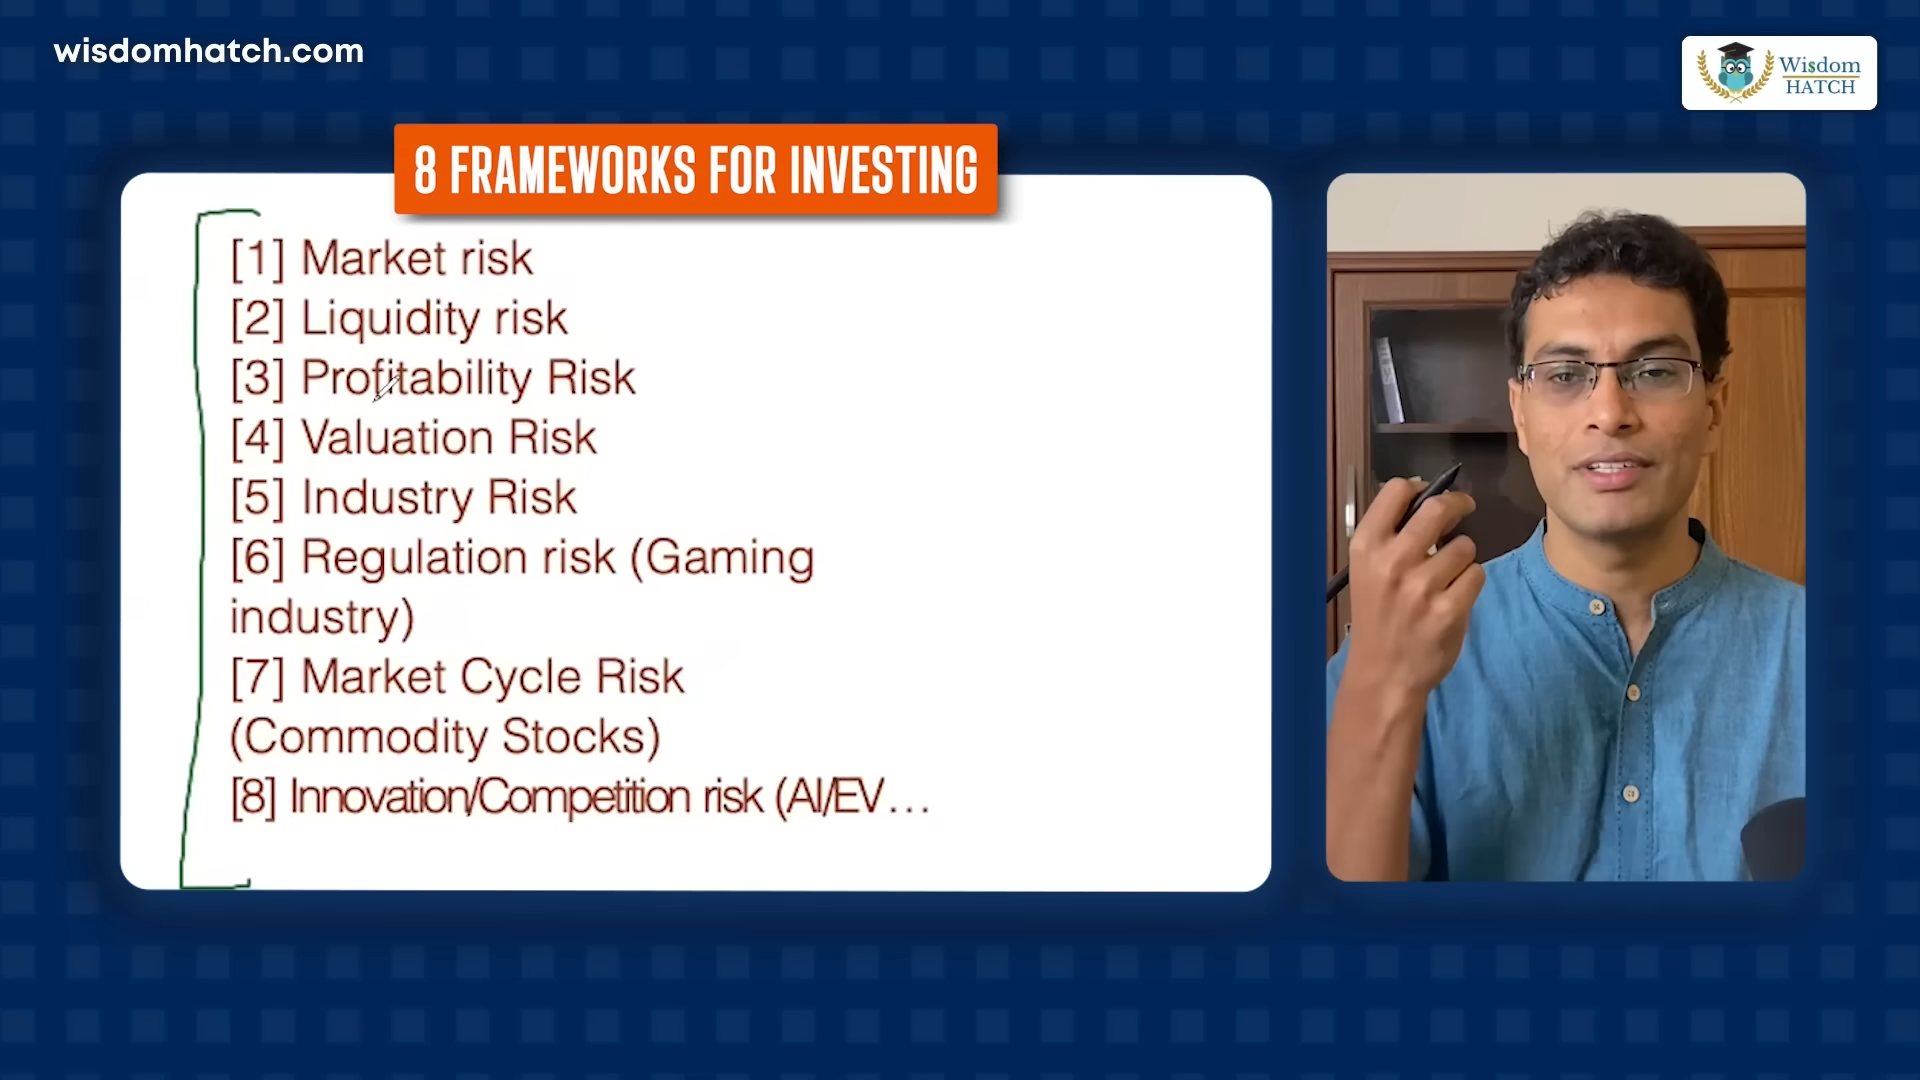 wisdomhatch.com
Wisdom
HATCH
8 FRAMEWORKS FOR INVESTING
[1] Market risk
[2] Liquidity risk
[3] Profitability Risk
[4] Valuation Risk
[5] Industry Risk
[6] Regulation risk (Gaming
industry)
[7] Market Cycle Risk
(Commodity Stocks)
[8] Innovation/Competition risk (AI/EV…